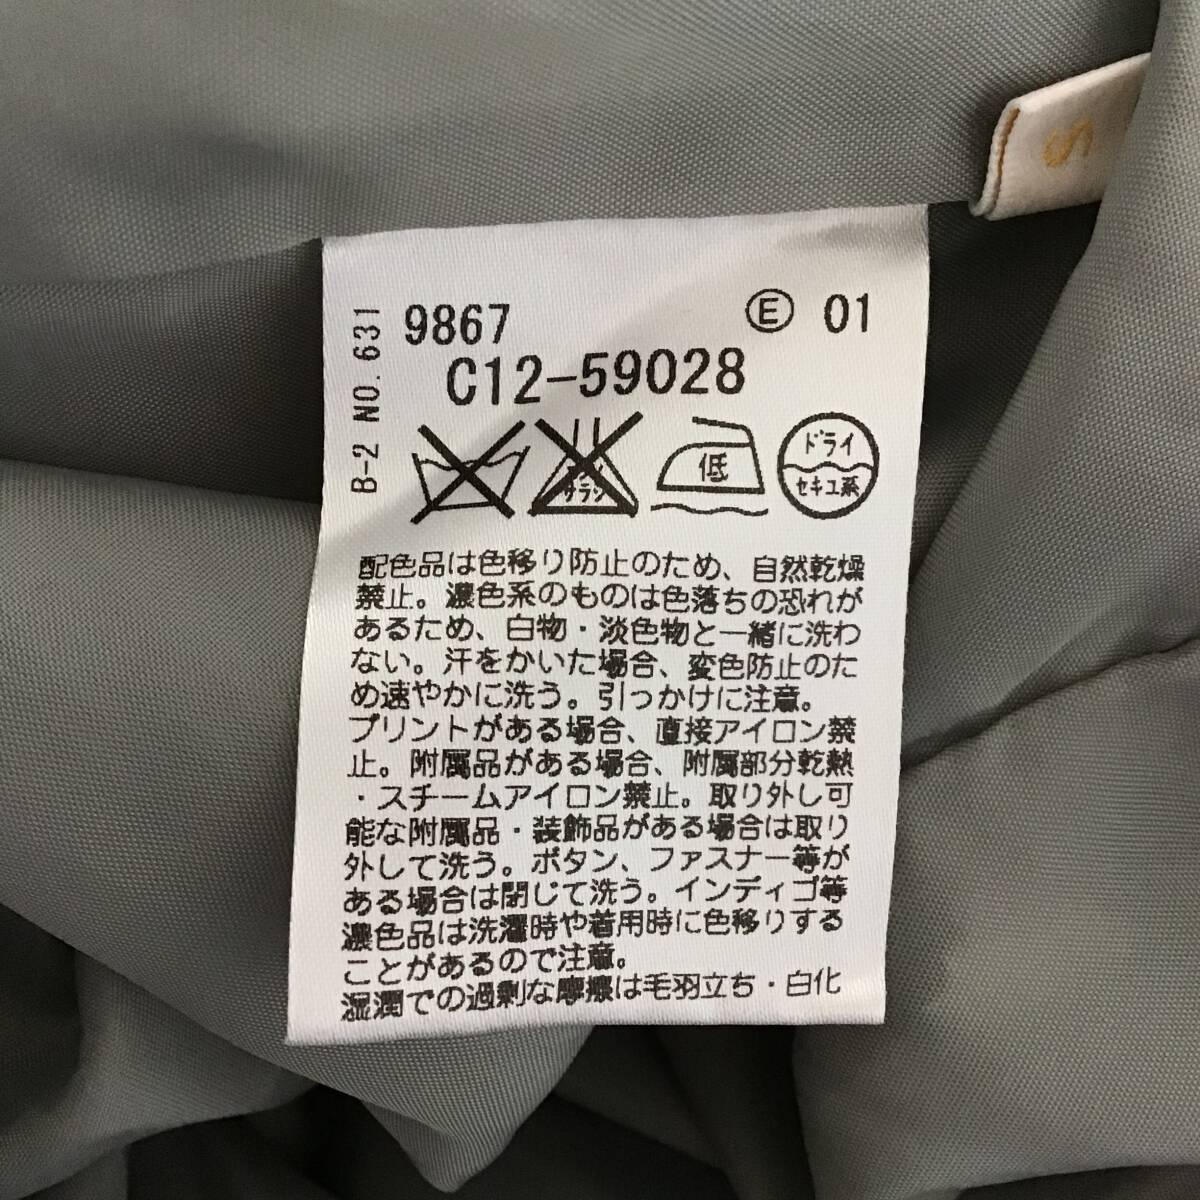 B-2 NO.631
9867 Ⓔ 01
C12-59028
サラシ
低
ドライ
セキユ系
配色品は色移り防止のため、自然乾燥
禁止。濃色系のものは色落ちの恐れが
あるため、白物・淡色物と一緒に洗わ
ない。汗をかいた場合、変色防止のた
め速やかに洗う。引っかけに注意。
プリントがある場合、直接アイロン禁
止。附属品がある場合、附属部分乾熱
・スチームアイロン禁止。取り外し可
能な附属品・装飾品がある場合は取り
外して洗う。ボタン、ファスナー等が
ある場合は閉じて洗う。インディゴ等
濃色品は洗濯時や着用時に色移りする
ことがあるので注意。
湿潤での過剰な摩擦は毛羽立ち・白化
S